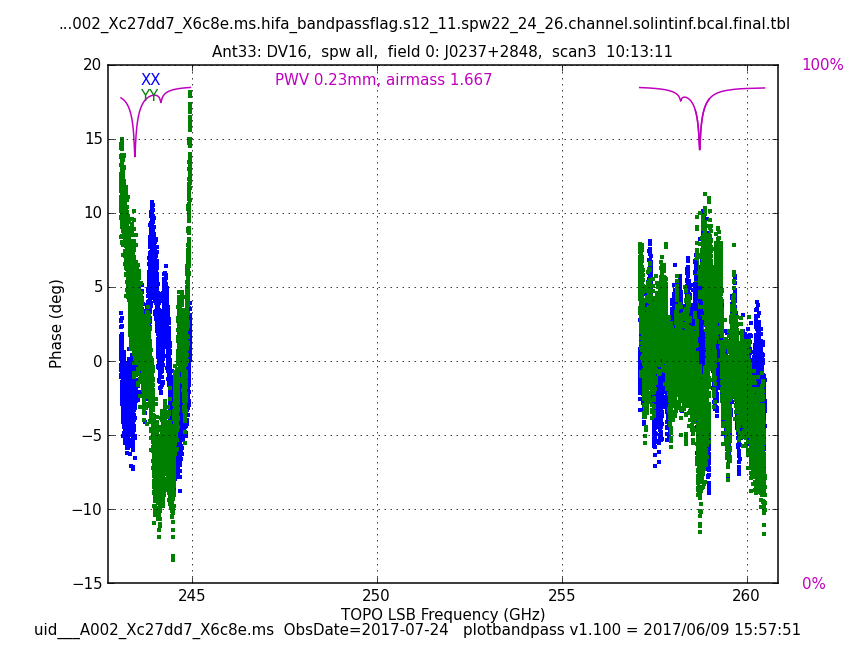 ...002_Xc27dd7_X6c8e.ms.hifa_bandpassflag.s12_11.spw22_24_26.channel.solintinf.bcal.final.tbl
Ant33: DV16,  spw all,  field 0: J0237+2848,  scan3  10:13:11
20
15
10
5
0
−5
−10
−15
XX
YY
PWV 0.23mm, airmass 1.667
100%
0%
Phase (deg)
245
250
255
260
TOPO LSB Frequency (GHz)
uid___A002_Xc27dd7_X6c8e.ms  ObsDate=2017-07-24   plotbandpass v1.100 = 2017/06/09 15:57:51